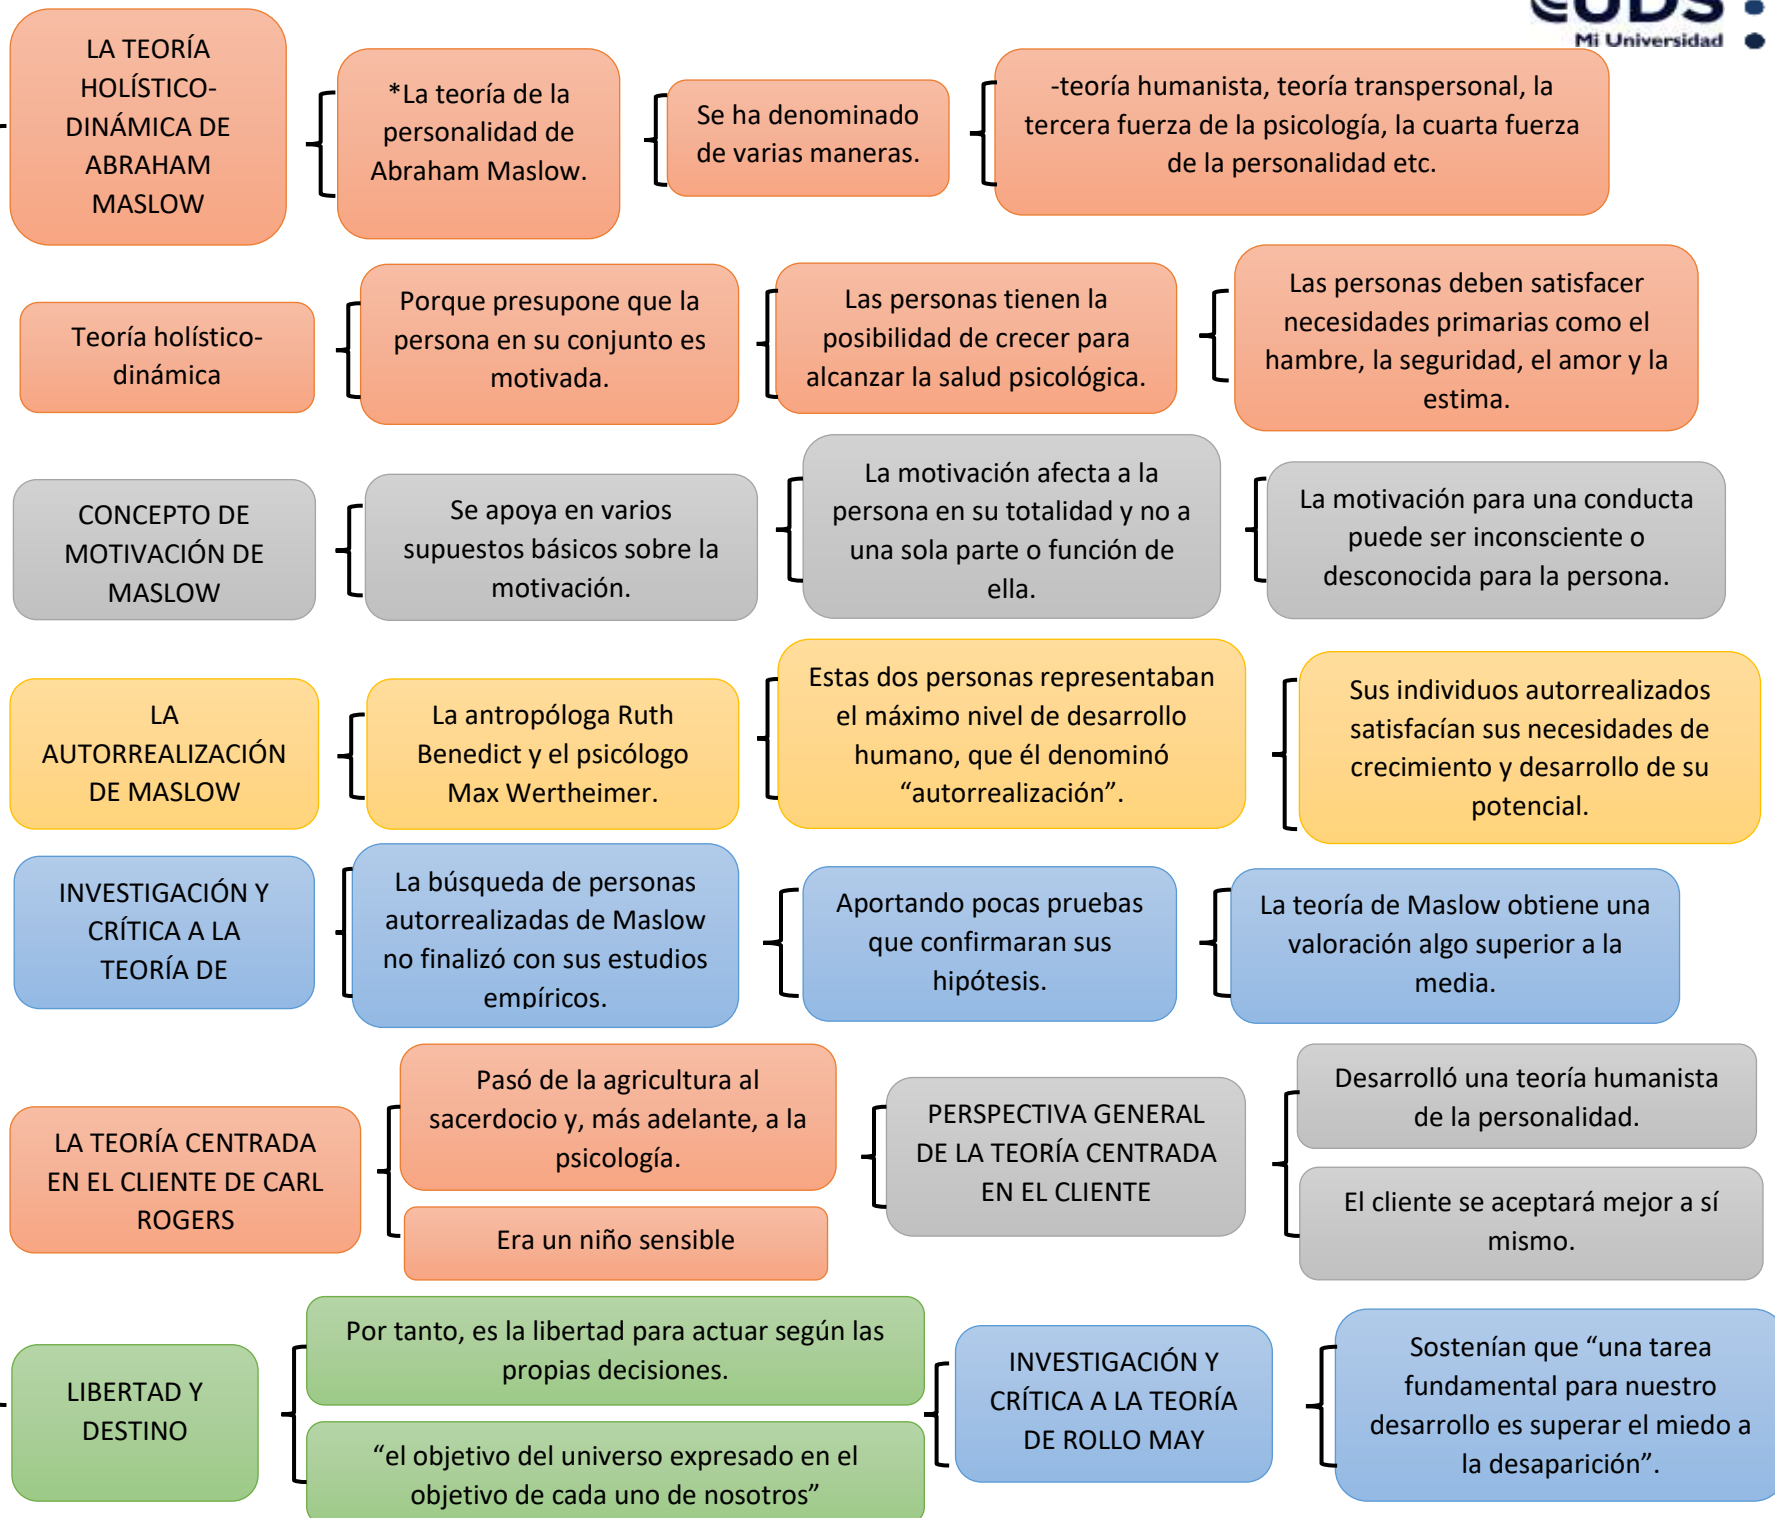 UDS
Mi Universidad
LA TEORÍA
HOLÍSTICO-
DINÁMICA DE
ABRAHAM
MASLOW
*La teoría de la
personalidad de
Abraham Maslow.
Se ha denominado
de varias maneras.
-teoría humanista, teoría transpersonal, la
tercera fuerza de la psicología, la cuarta fuerza
de la personalidad etc.
Teoría holístico-
dinámica
Porque presupone que la
persona en su conjunto es
motivada.
Las personas tienen la
posibilidad de crecer para
alcanzar la salud psicológica.
Las personas deben satisfacer
necesidades primarias como el
hambre, la seguridad, el amor y la
estima.
CONCEPTO DE
MOTIVACIÓN DE
MASLOW
Se apoya en varios
supuestos básicos sobre la
motivación.
La motivación afecta a la
persona en su totalidad y no a
una sola parte o función de
ella.
La motivación para una conducta
puede ser inconsciente o
desconocida para la persona.
LA
AUTORREALIZACIÓN
DE MASLOW
La antropóloga Ruth
Benedict y el psicólogo
Max Wertheimer.
Estas dos personas representaban
el máximo nivel de desarrollo
humano, que él denominó
“autorrealización”.
Sus individuos autorrealizados
satisfacían sus necesidades de
crecimiento y desarrollo de su
potencial.
INVESTIGACIÓN Y
CRÍTICA A LA
TEORÍA DE
La búsqueda de personas
autorrealizadas de Maslow
no finalizó con sus estudios
empíricos.
Aportando pocas pruebas
que confirmaran sus
hipótesis.
La teoría de Maslow obtiene una
valoración algo superior a la
media.
LA TEORÍA CENTRADA
EN EL CLIENTE DE CARL
ROGERS
Pasó de la agricultura al
sacerdocio y, más adelante, a la
psicología.
Era un niño sensible
PERSPECTIVA GENERAL
DE LA TEORÍA CENTRADA
EN EL CLIENTE
Desarrolló una teoría humanista
de la personalidad.
El cliente se aceptará mejor a sí
mismo.
LIBERTAD Y
DESTINO
Por tanto, es la libertad para actuar según las
propias decisiones.
“el objetivo del universo expresado en el
objetivo de cada uno de nosotros”
INVESTIGACIÓN Y
CRÍTICA A LA TEORÍA
DE ROLLO MAY
Sostenían que “una tarea
fundamental para nuestro
desarrollo es superar el miedo a
la desaparición”.